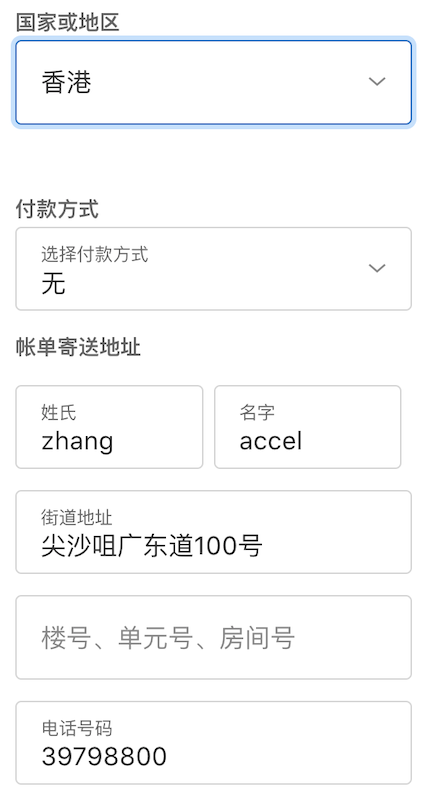 国家或地区
香港
付款方式
选择付款方式
无
帐单寄送地址
姓氏
名字
zhang
accel
街道地址
尖沙咀广东道100号
楼号、单元号、房间号
电话号码
39798800